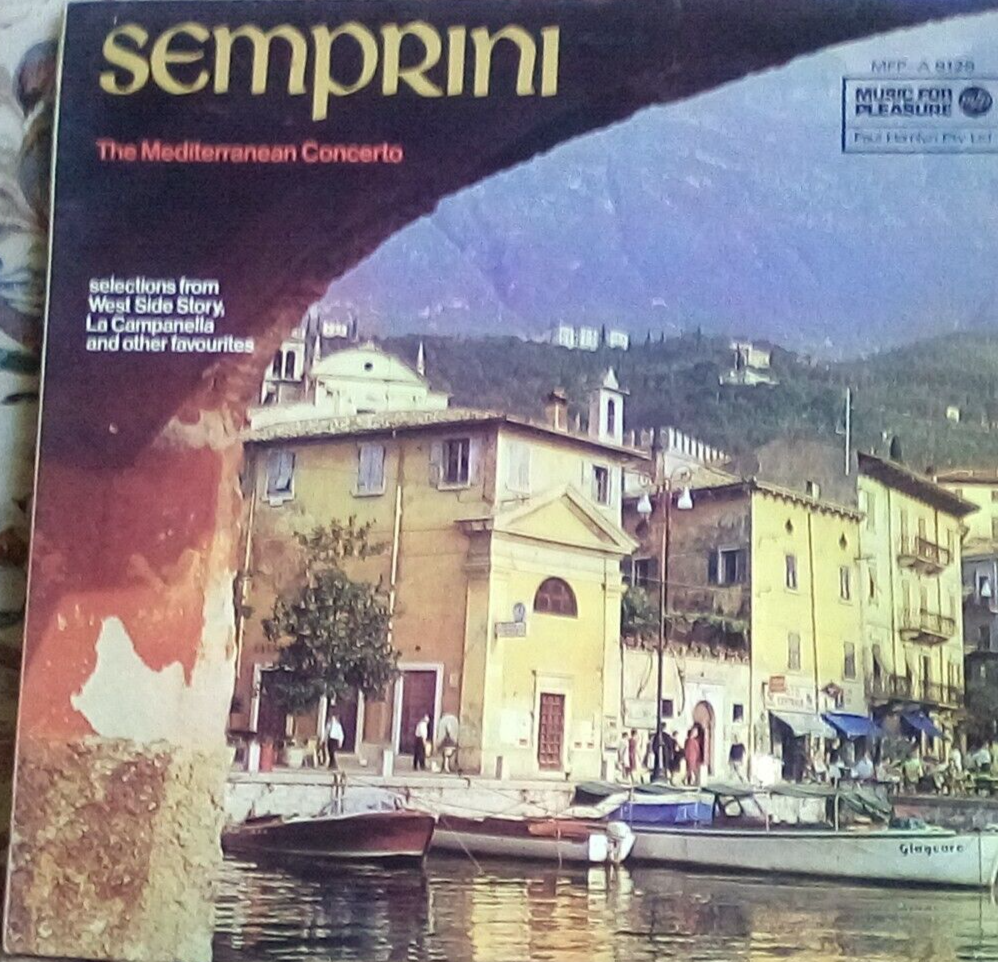 SEMPRINI
The Mediterranean Concerto
MFP-A 8128
MUSIC FOR
PLEASURE mfp
Paul Hamlyn Pty Ltd
selections from
West Side Story,
La Campanella
and other favourites